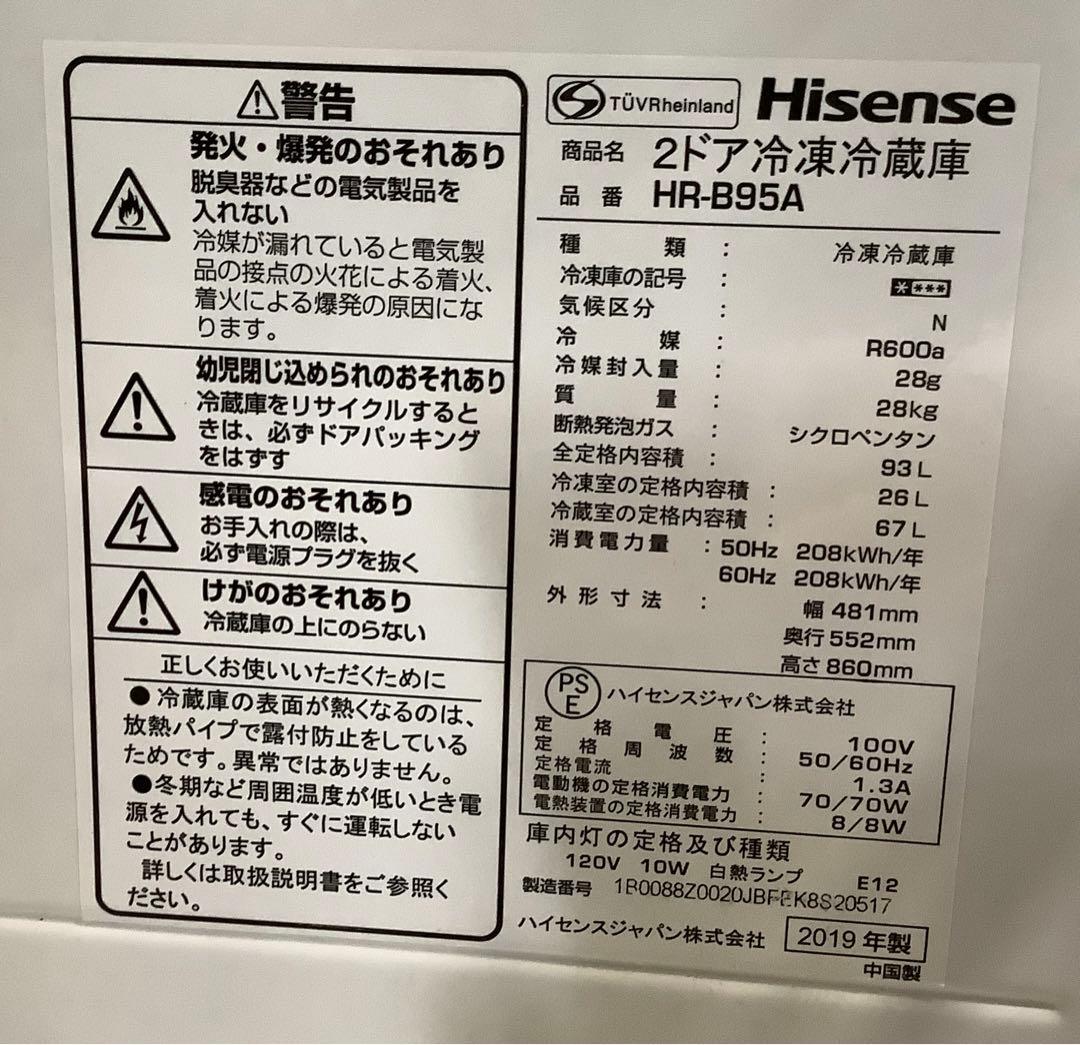 ⚠警告
発火・爆発のおそれあり
脱臭器などの電気製品を
入れない
冷媒が漏れていると電気製
品の接点の火花による着火、
着火による爆発の原因にな
ります。
幼児閉じ込められのおそれあり
冷蔵庫をリサイクルすると
きは、必ずドアパッキング
をはずす
感電のおそれあり
お手入れの際は、
必ず電源プラグを抜く
けがのおそれあり
冷蔵庫の上にのらない
正しくお使いいただくために
●冷蔵庫の表面が熱くなるのは、
放熱パイプで露付防止をしている
ためです。異常ではありません。
●冬期など周囲温度が低いとき電
源を入れても、すぐに運転しない
ことがあります。
詳しくは取扱説明書をご参照く
ださい。
TÜVRheinland Hisense
商品名 2ドア冷凍冷蔵庫
品番 HR-B95A
種類 : 冷凍冷蔵庫
冷凍庫の記号 : ****
気候区分 : N
冷媒 : R600a
冷媒封入量 : 28g
質量 : 28kg
断熱発泡ガス : シクロペンタン
全定格内容積 : 93L
冷凍室の定格内容積 : 26L
冷蔵室の定格内容積 : 67L
消費電力量 : 50Hz 208kWh/年
60Hz 208kWh/年
外形寸法 : 幅481mm
奥行552mm
高さ860mm
PSE ハイセンスジャパン株式会社
定格電圧 : 100V
定格周波数 : 50/60Hz
定格電流 : 1.3A
電動機の定格消費電力 : 70/70W
電熱装置の定格消費電力 : 8/8W
庫内灯の定格及び種類
120V 10W 白熱ランプ E12
製造番号
ハイセンスジャパン株式会社 2019年製
中国製